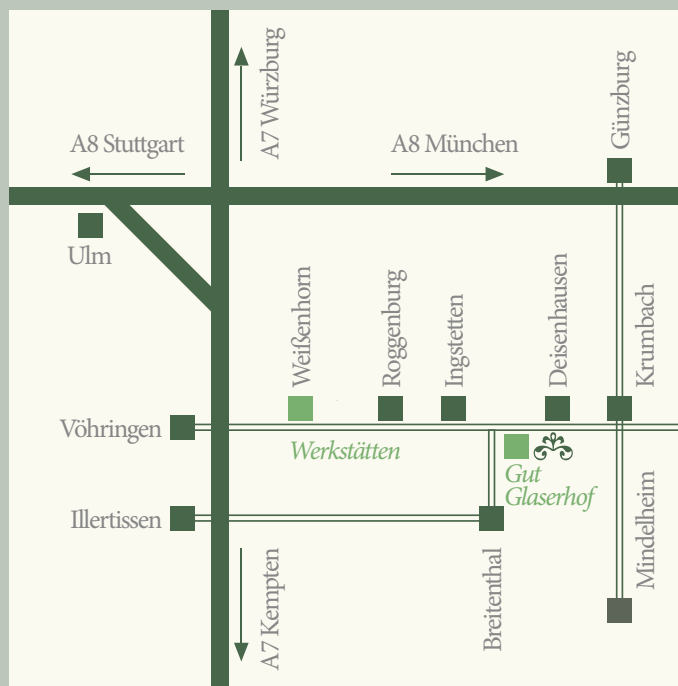 A7 Würzburg
Günzburg
A8 Stuttgart
A8 München
Ulm
Weißenhorn
Roggenburg
Ingstetten
Deisenhausen
Krumbach
Vöhringen
Werkstätten
Gut
Glaserhof
Illertissen
Mindelheim
A7 Kempten
Breitenthal